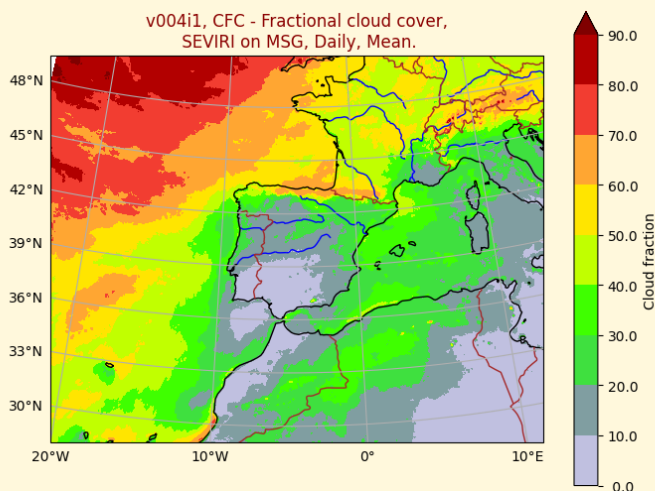 v004i1, CFC - Fractional cloud cover,
SEVIRI on MSG, Daily, Mean.
48°N
45°N
42°N
39°N
36°N
33°N
30°N
20°W
10°W
0°
10°E
90.0
80.0
70.0
60.0
50.0
40.0
30.0
20.0
10.0
0.0
Cloud fraction